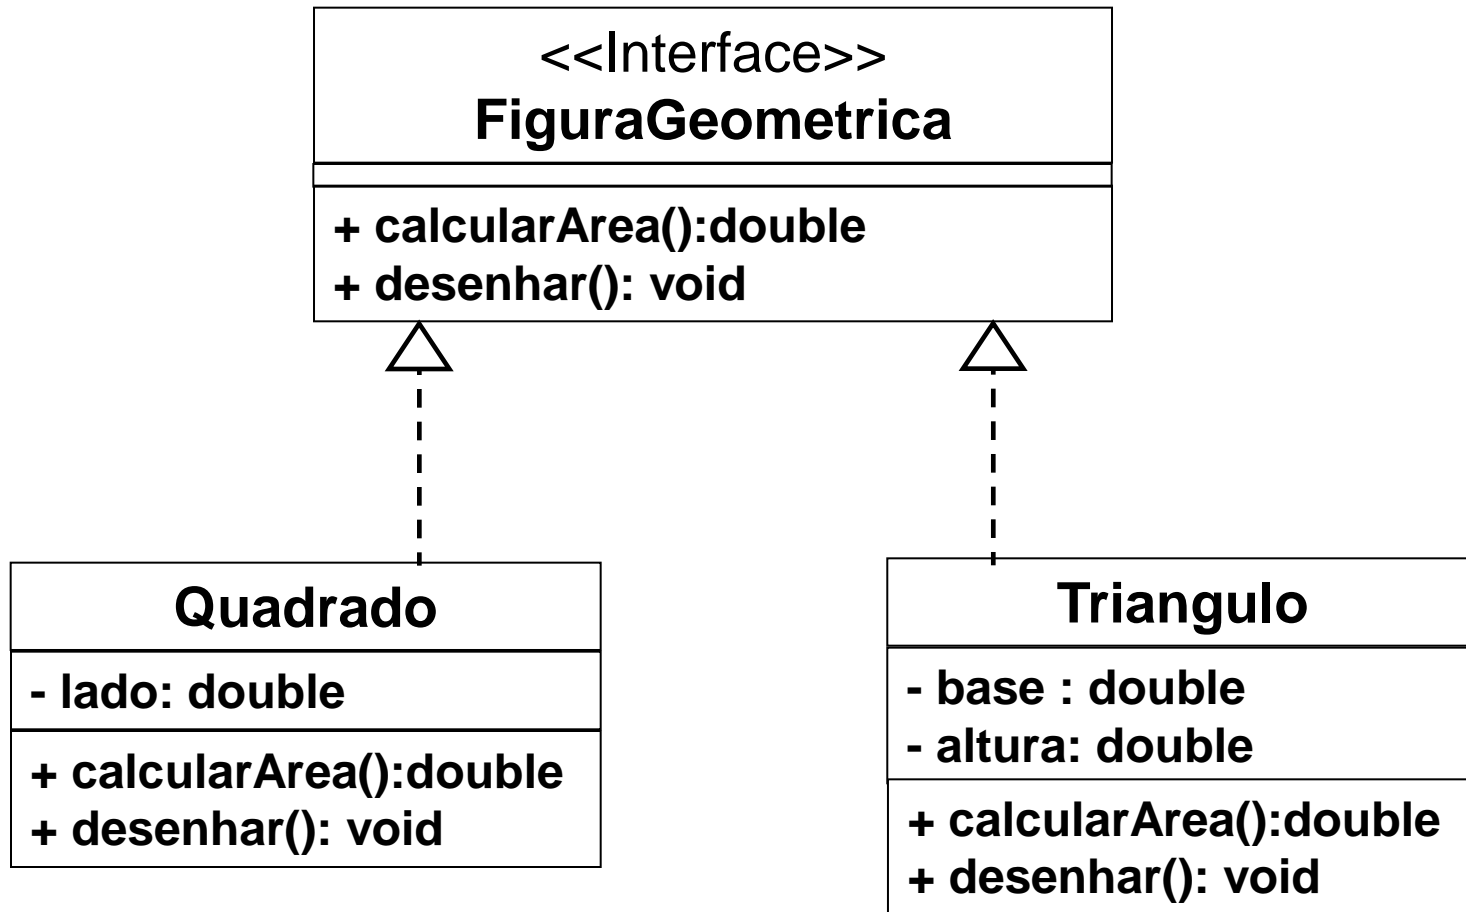 <<Interface>>
FiguraGeometrica
+ calcularArea():double
+ desenhar(): void
Quadrado
- lado: double
+ calcularArea():double
+ desenhar(): void
Triangulo
- base : double
- altura: double
+ calcularArea():double
+ desenhar(): void